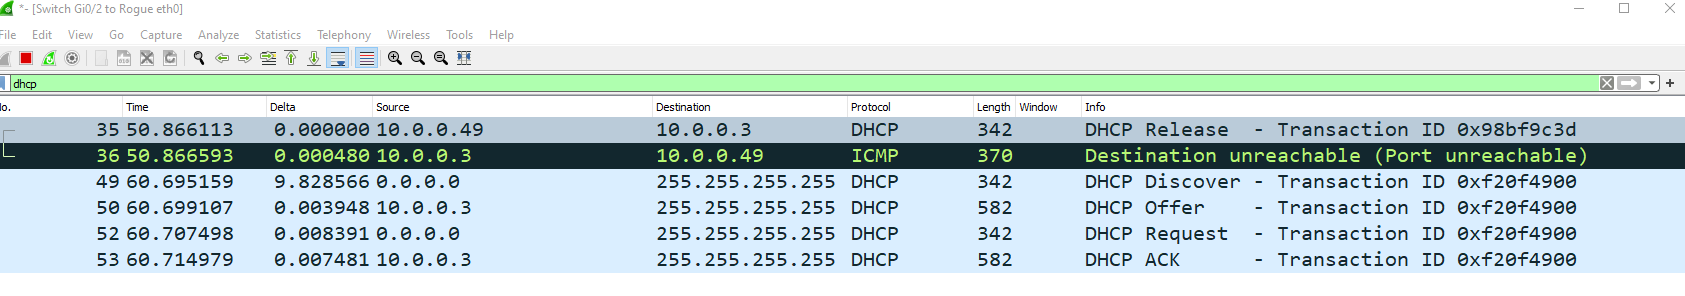 *- [Switch Gi0/2 to Rogue eth0]
File Edit View Go Capture Analyze Statistics Telephony Wireless Tools Help
dhcp
No. Time Delta Source Destination Protocol Length Window Info
35 50.866113 0.000000 10.0.0.49 10.0.0.3 DHCP 342 DHCP Release - Transaction ID 0x98bf9c3d
36 50.866593 0.000480 10.0.0.3 10.0.0.49 ICMP 370 Destination unreachable (Port unreachable)
49 60.695159 9.828566 0.0.0.0 255.255.255.255 DHCP 342 DHCP Discover - Transaction ID 0xf20f4900
50 60.699107 0.003948 10.0.0.3 255.255.255.255 DHCP 582 DHCP Offer - Transaction ID 0xf20f4900
52 60.707498 0.008391 0.0.0.0 255.255.255.255 DHCP 342 DHCP Request - Transaction ID 0xf20f4900
53 60.714979 0.007481 10.0.0.3 255.255.255.255 DHCP 582 DHCP ACK - Transaction ID 0xf20f4900